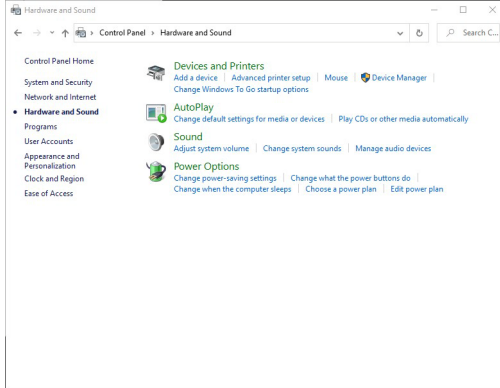 Hardware and Sound
Control Panel › Hardware and Sound
Search C...
Control Panel Home
System and Security
Network and Internet
Hardware and Sound
Programs
User Accounts
Appearance and
Personalization
Clock and Region
Ease of Access
Devices and Printers
Add a device | Advanced printer setup | Mouse | Device Manager |
Change Windows To Go startup options
AutoPlay
Change default settings for media or devices | Play CDs or other media automatically
Sound
Adjust system volume | Change system sounds | Manage audio devices
Power Options
Change power-saving settings | Change what the power buttons do |
Change when the computer sleeps | Choose a power plan | Edit power plan